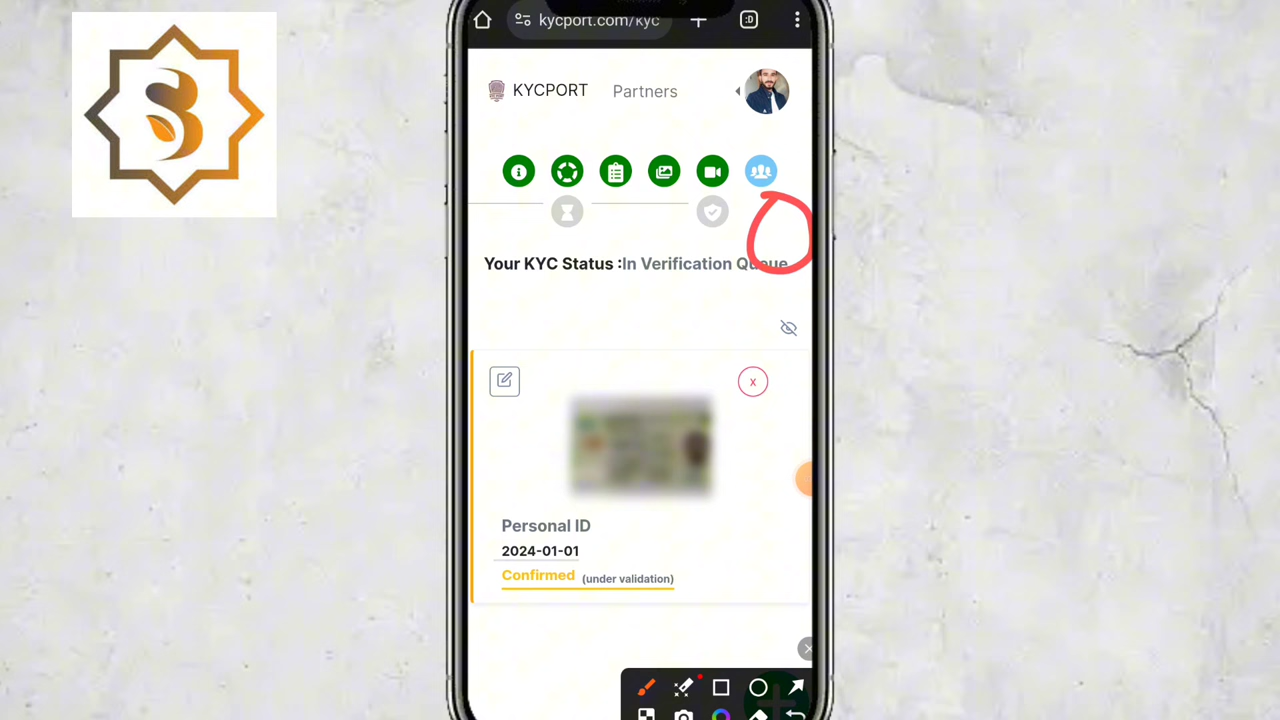 kycport.com/kyc
:D
KYCPORT Partners
Your KYC Status :In Verification Queue
x
Personal ID
2024-01-01
Confirmed (under validation)